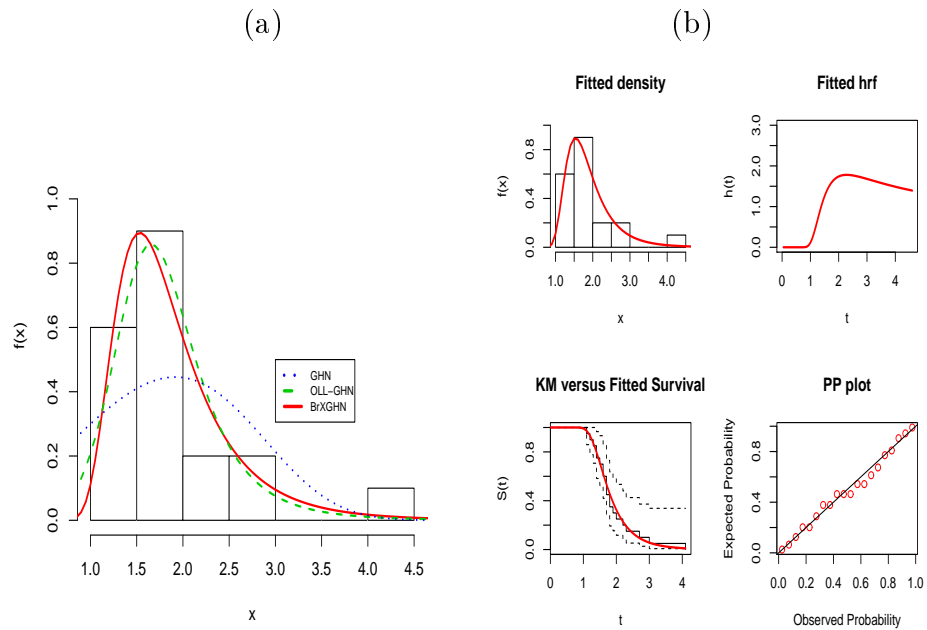 (a)
f(x)
1.0
0.8
0.6
0.4
0.2
0.0
GHN
OLL-GHN
BrXGHN
1.0 1.5 2.0 2.5 3.0 3.5 4.0 4.5
x
(b)
Fitted density
f(x)
0.8
0.4
0.0
1.0 2.0 3.0 4.0
x
Fitted hrf
h(t)
3.0
2.0
1.0
0.0
0 1 2 3 4
t
KM versus Fitted Survival
S(t)
0.8
0.4
0.0
0 1 2 3 4
t
PP plot
Expected Probability
0.8
0.4
0.0
0.0 0.2 0.4 0.6 0.8 1.0
Observed Probability